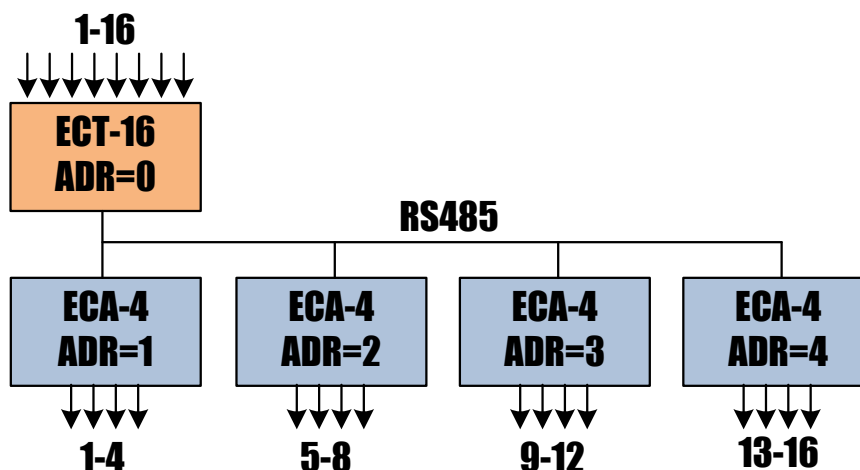 1-16
ECT-16
ADR=0
RS485
ECA-4
ADR=1
ECA-4
ADR=2
ECA-4
ADR=3
ECA-4
ADR=4
1-4
5-8
9-12
13-16